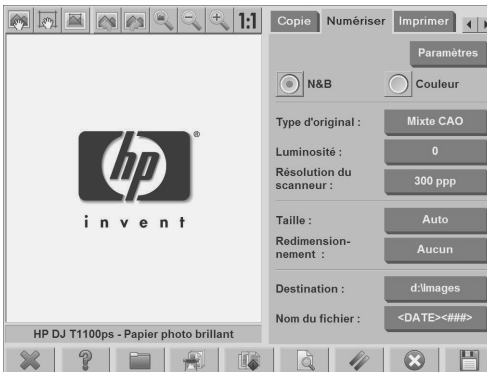 1:1
Copie
Numériser
Imprimer
Paramètres
N&B
Couleur
Type d'original :
Mixte CAO
Luminosité :
0
Résolution du
scanneur :
300 ppp
Taille :
Auto
Redimension-
nement :
Aucun
Destination :
d:\Images
Nom du fichier :
<DATE><###>
hp
®
invent
HP DJ T1100ps - Papier photo brillant